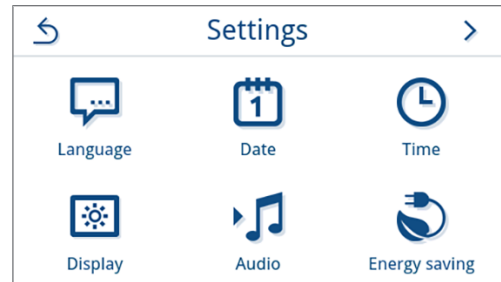 Settings
...
1
Language Date Time
Display Audio Energy saving